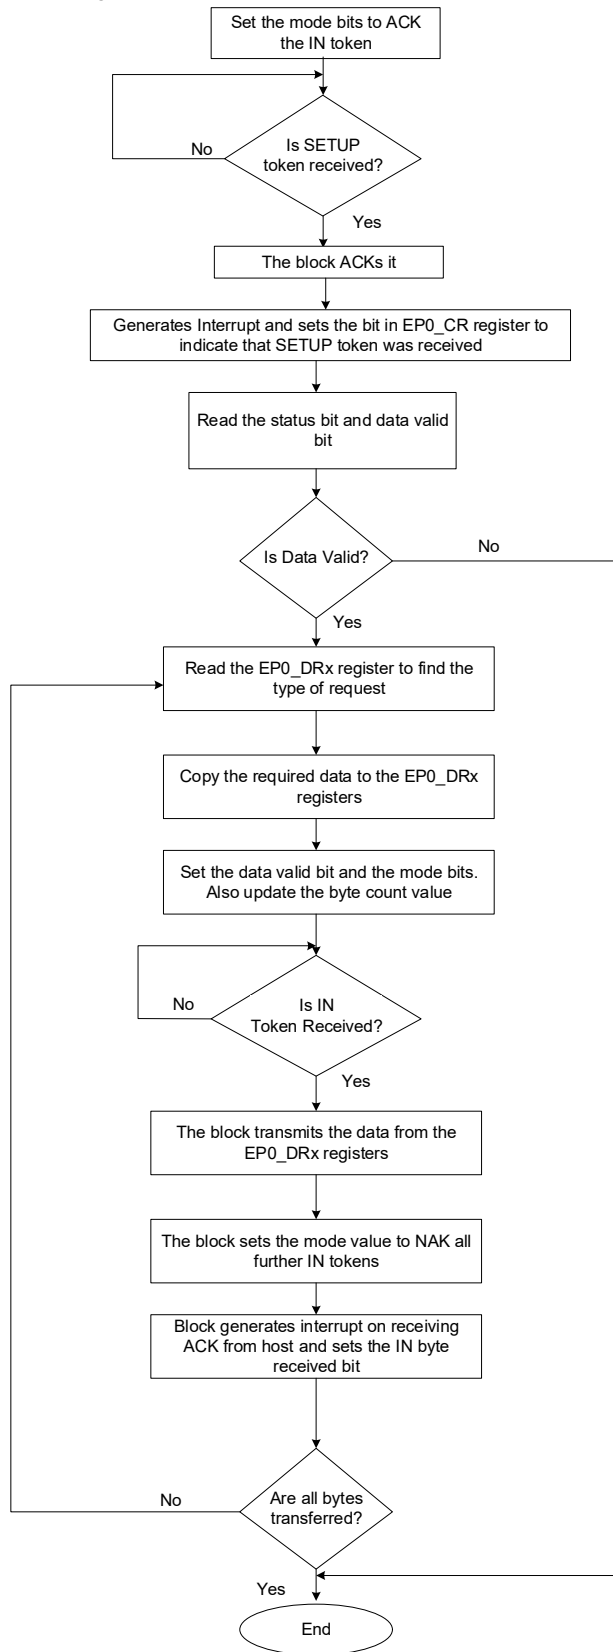 Set the mode bits to ACK
the IN token
Is SETUP
token received?
No
Yes
The block ACKs it
Generates Interrupt and sets the bit in EP0_CR register to
indicate that SETUP token was received
Read the status bit and data valid
bit
Is Data Valid?
No
Yes
Read the EP0_DRx register to find the
type of request
Copy the required data to the EP0_DRx
registers
Set the data valid bit and the mode bits.
Also update the byte count value
Is IN
Token Received?
No
Yes
The block transmits the data from the
EP0_DRx registers
The block sets the mode value to NAK all
further IN tokens
Block generates interrupt on receiving
ACK from host and sets the IN byte
received bit
Are all bytes
transferred?
No
Yes
End